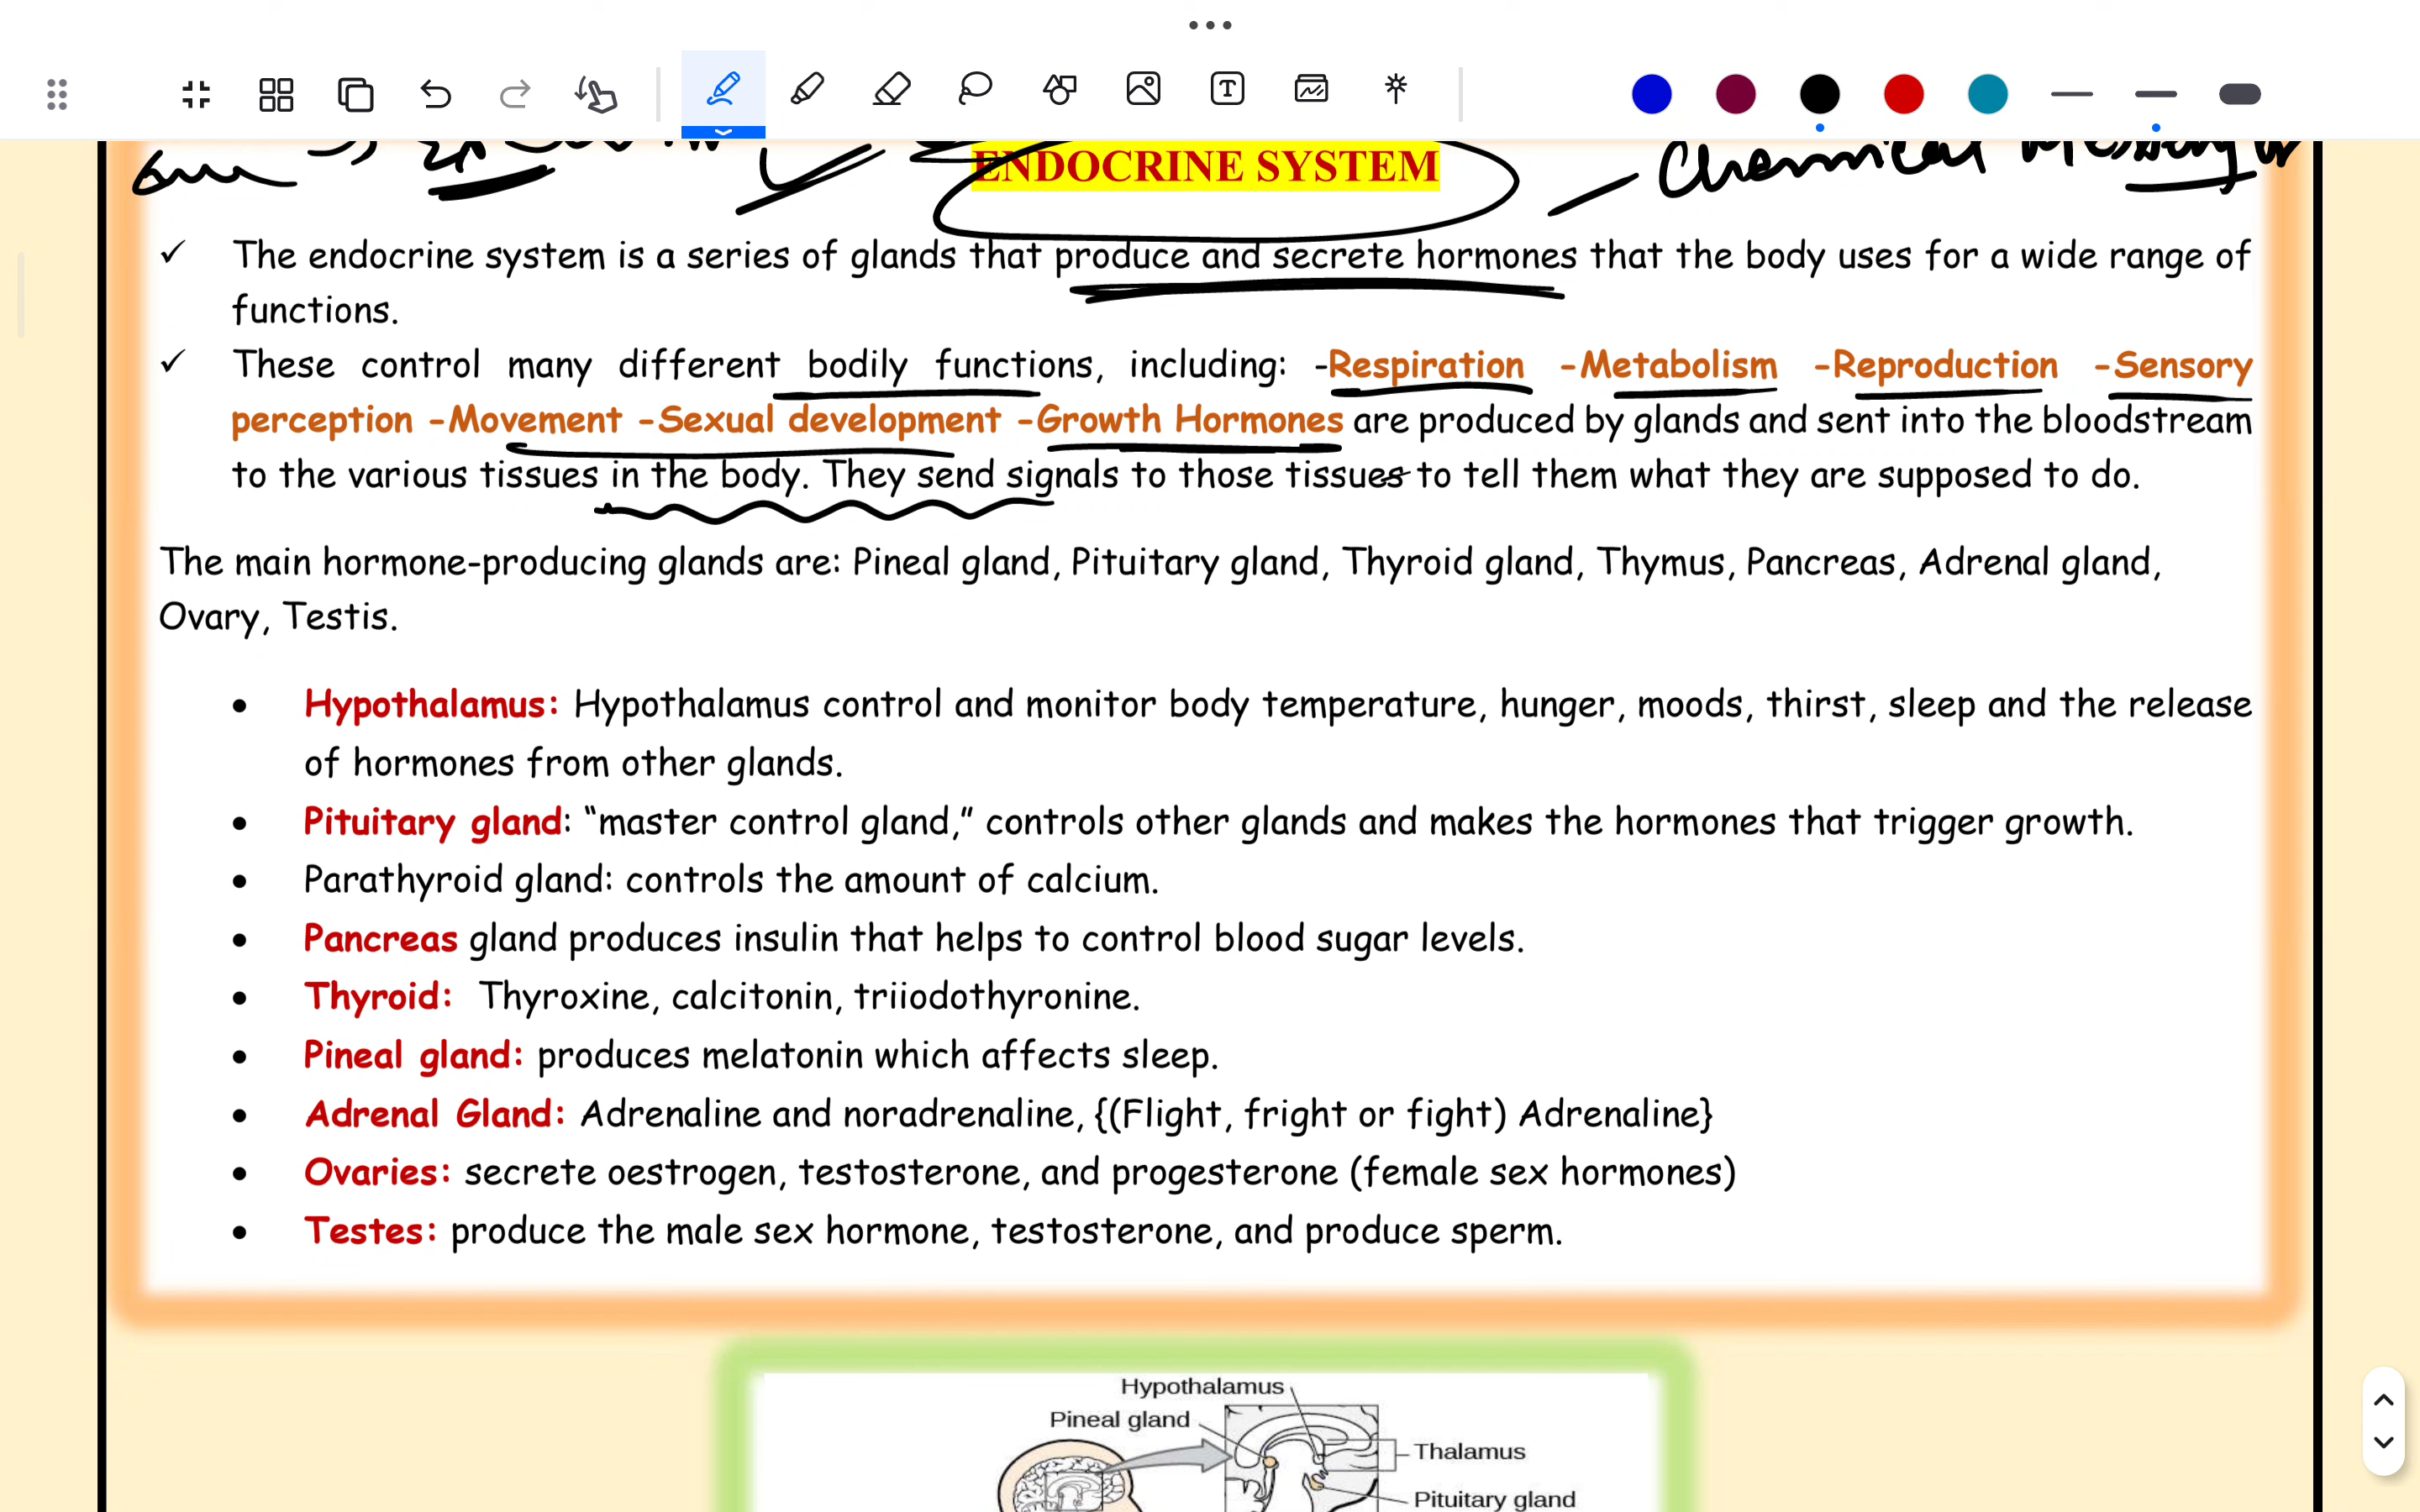 ENDOCRINE SYSTEM
Chemical
✓ The endocrine system is a series of glands that produce and secrete hormones that the body uses for a wide range of
functions.
✓ These control many different bodily functions, including: -Respiration -Metabolism -Reproduction -Sensory
perception -Movement -Sexual development -Growth Hormones are produced by glands and sent into the bloodstream
to the various tissues in the body. They send signals to those tissues to tell them what they are supposed to do.
The main hormone-producing glands are: Pineal gland, Pituitary gland, Thyroid gland, Thymus, Pancreas, Adrenal gland,
Ovary, Testis.
• Hypothalamus: Hypothalamus control and monitor body temperature, hunger, moods, thirst, sleep and the release
of hormones from other glands.
• Pituitary gland: “master control gland,” controls other glands and makes the hormones that trigger growth.
• Parathyroid gland: controls the amount of calcium.
• Pancreas gland produces insulin that helps to control blood sugar levels.
• Thyroid: Thyroxine, calcitonin, triiodothyronine.
• Pineal gland: produces melatonin which affects sleep.
• Adrenal Gland: Adrenaline and noradrenaline, {(Flight, fright or fight) Adrenaline}
• Ovaries: secrete oestrogen, testosterone, and progesterone (female sex hormones)
• Testes: produce the male sex hormone, testosterone, and produce sperm.
Hypothalamus
Pineal gland
Thalamus
Pituitary gland